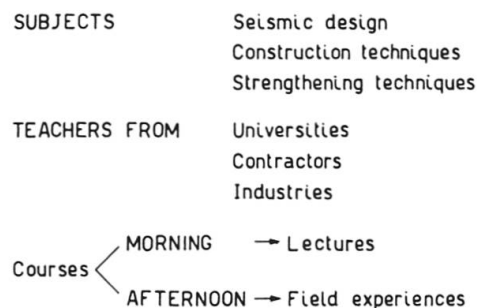 SUBJECTS Seismic design
Construction techniques
Strengthening techniques
TEACHERS FROM Universities
Contractors
Industries
MORNING → Lectures
Courses
AFTERNOON → Field experiences